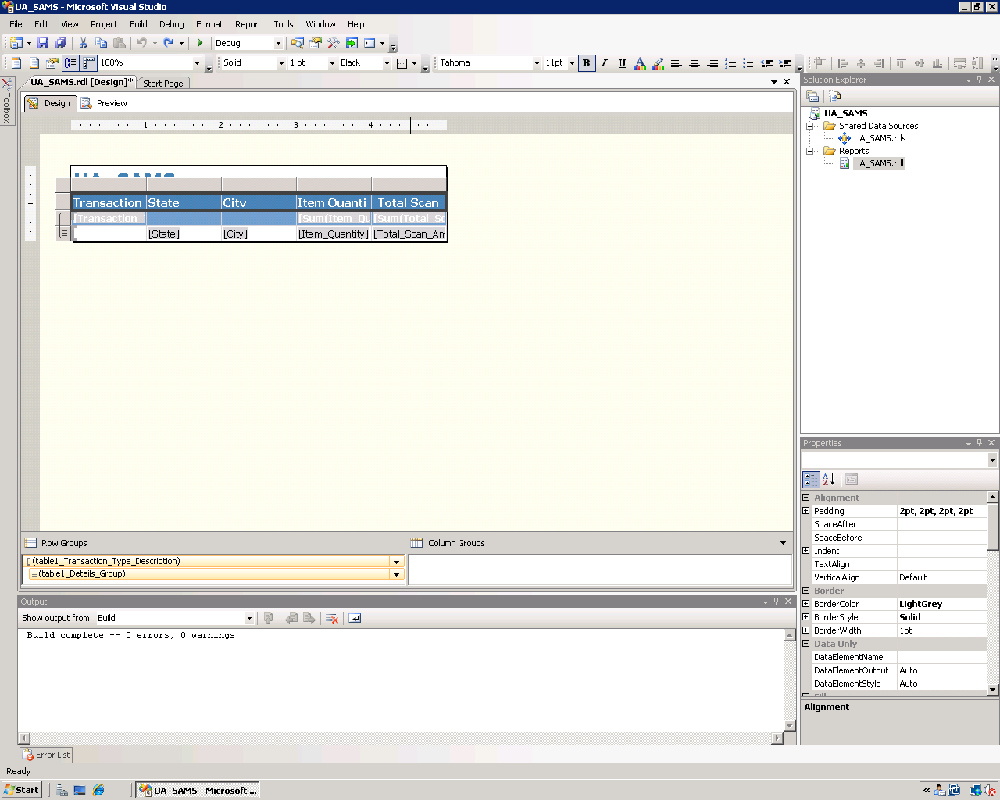 UA_SAMS - Microsoft Visual Studio
File Edit View Project Build Debug Format Report Tools Window Help
Debug
100% Solid 1 pt Black Tahoma 11pt B I U A
Toolbox
UA_SAMS.rdl [Design]* Start Page
Design Preview
1 2 3 4
UA_SAMS
Transaction State City Item Quanti Total Scan
[Transaction [Sum(Item_Qu [Sum(Total_Sc
[State] [City] [Item_Quantity] [Total_Scan_Am
Row Groups Column Groups
(table1_Transaction_Type_Description)
(table1_Details_Group)
Output
Show output from: Build
Build complete -- 0 errors, 0 warnings
Error List
Ready
Solution Explorer
UA_SAMS
Shared Data Sources
UA_SAMS.rds
Reports
UA_SAMS.rdl
Properties
Alignment
Padding 2pt, 2pt, 2pt, 2pt
SpaceAfter
SpaceBefore
Indent
TextAlign
VerticalAlign Default
Border
BorderColor LightGrey
BorderStyle Solid
BorderWidth 1pt
Data Only
DataElementName
DataElementOutput Auto
DataElementStyle Auto
Alignment
Start UA_SAMS - Microsoft ...